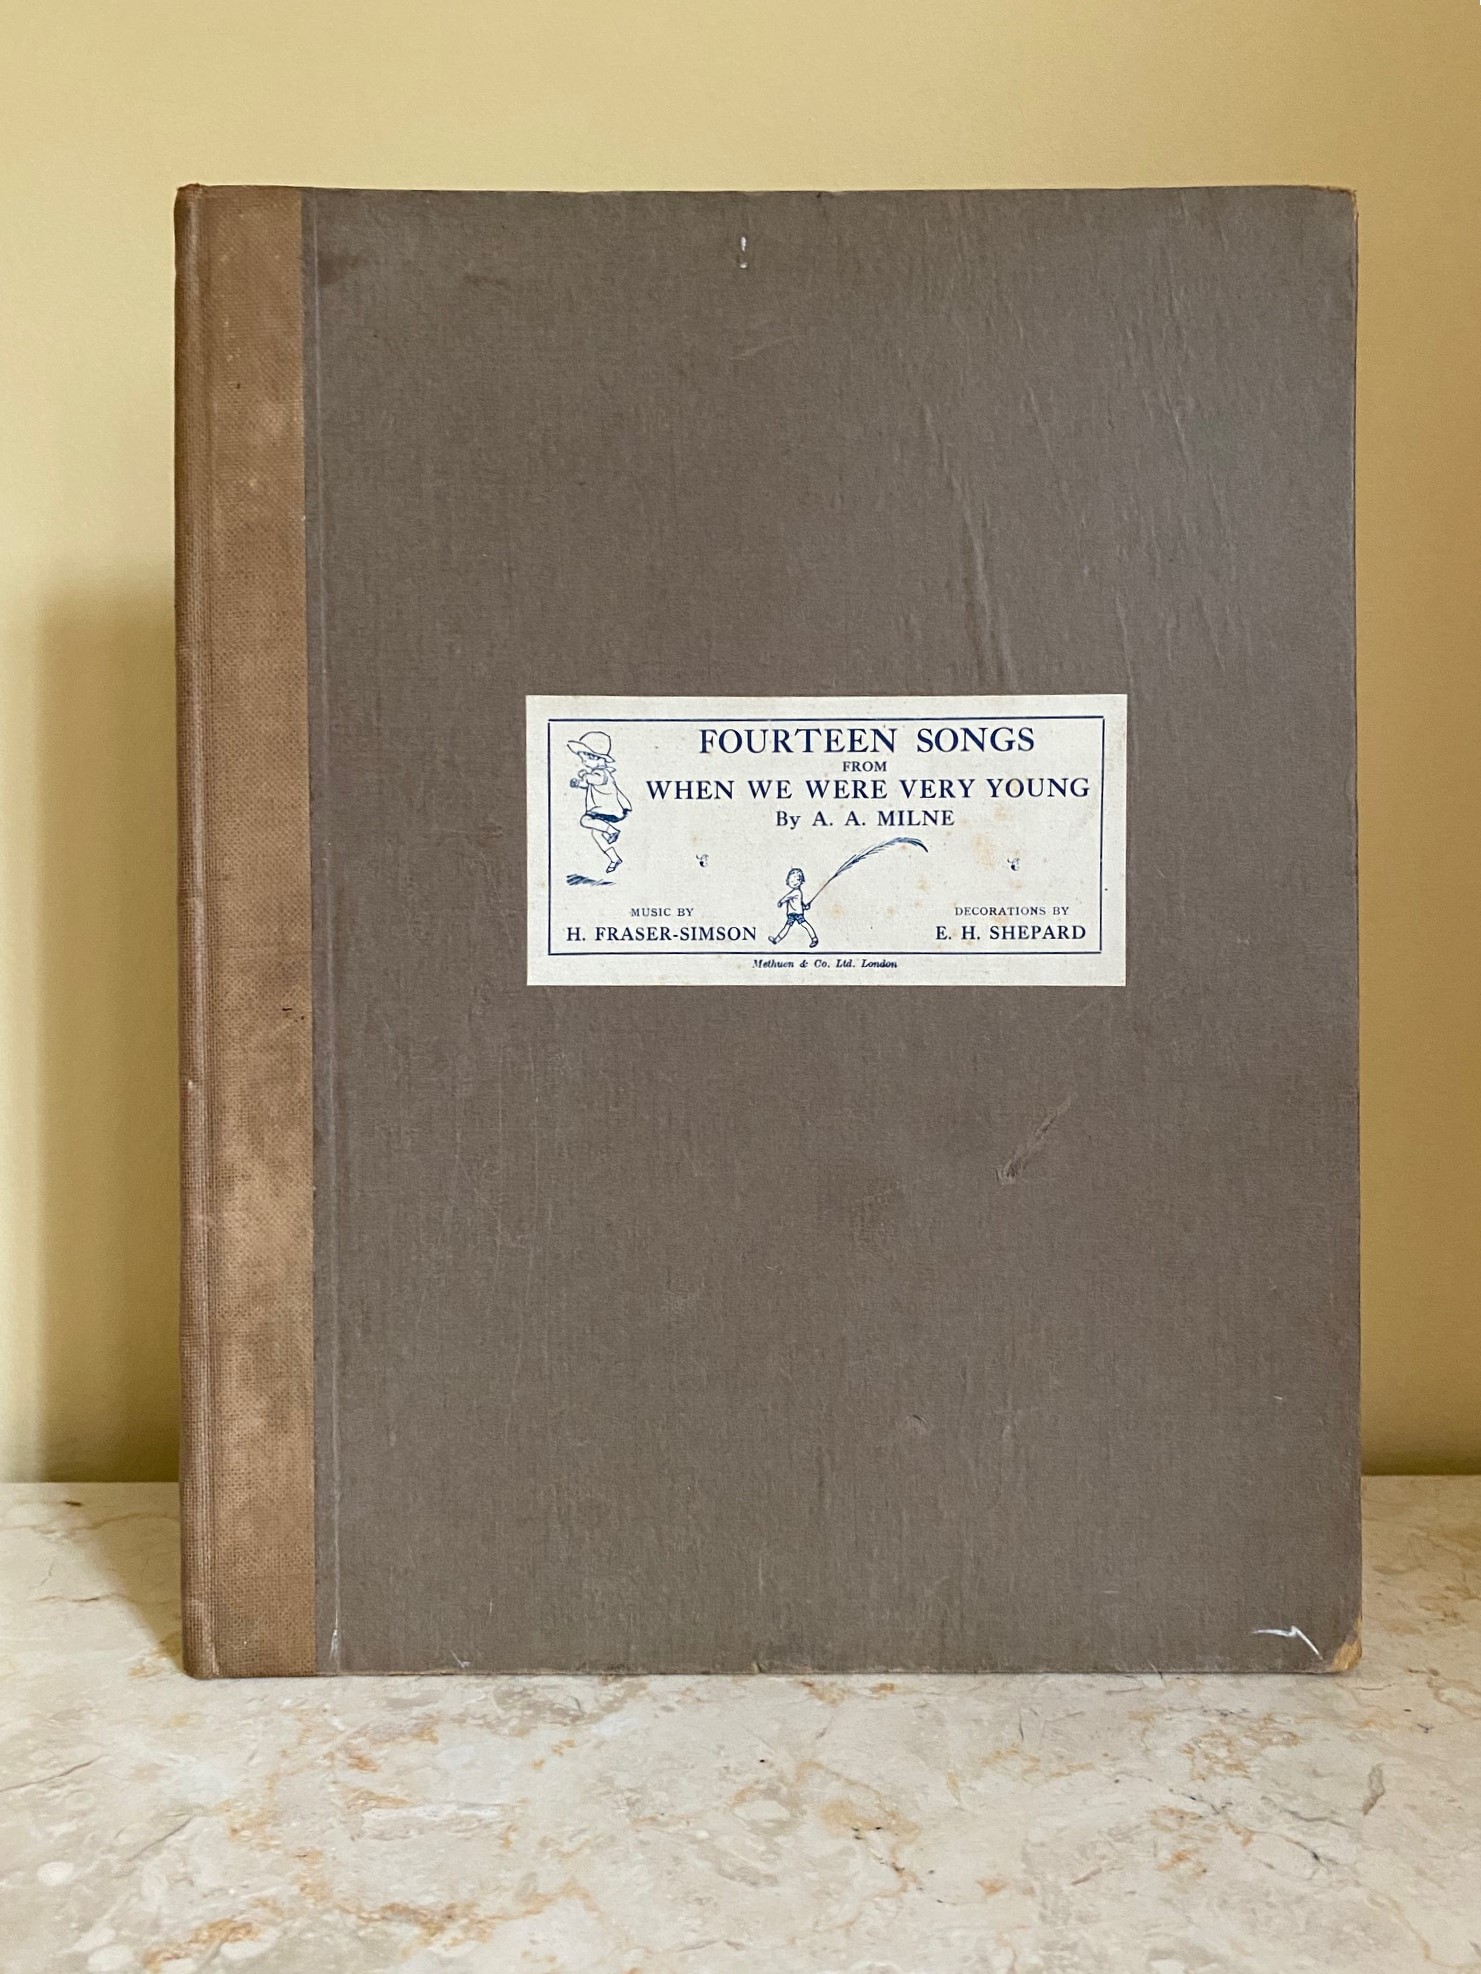 FOURTEEN SONGS
FROM
WHEN WE WERE VERY YOUNG
By A. A. MILNE
MUSIC BY
H. FRASER-SIMSON
DECORATIONS BY
E. H. SHEPARD
Methuen & Co. Ltd. London